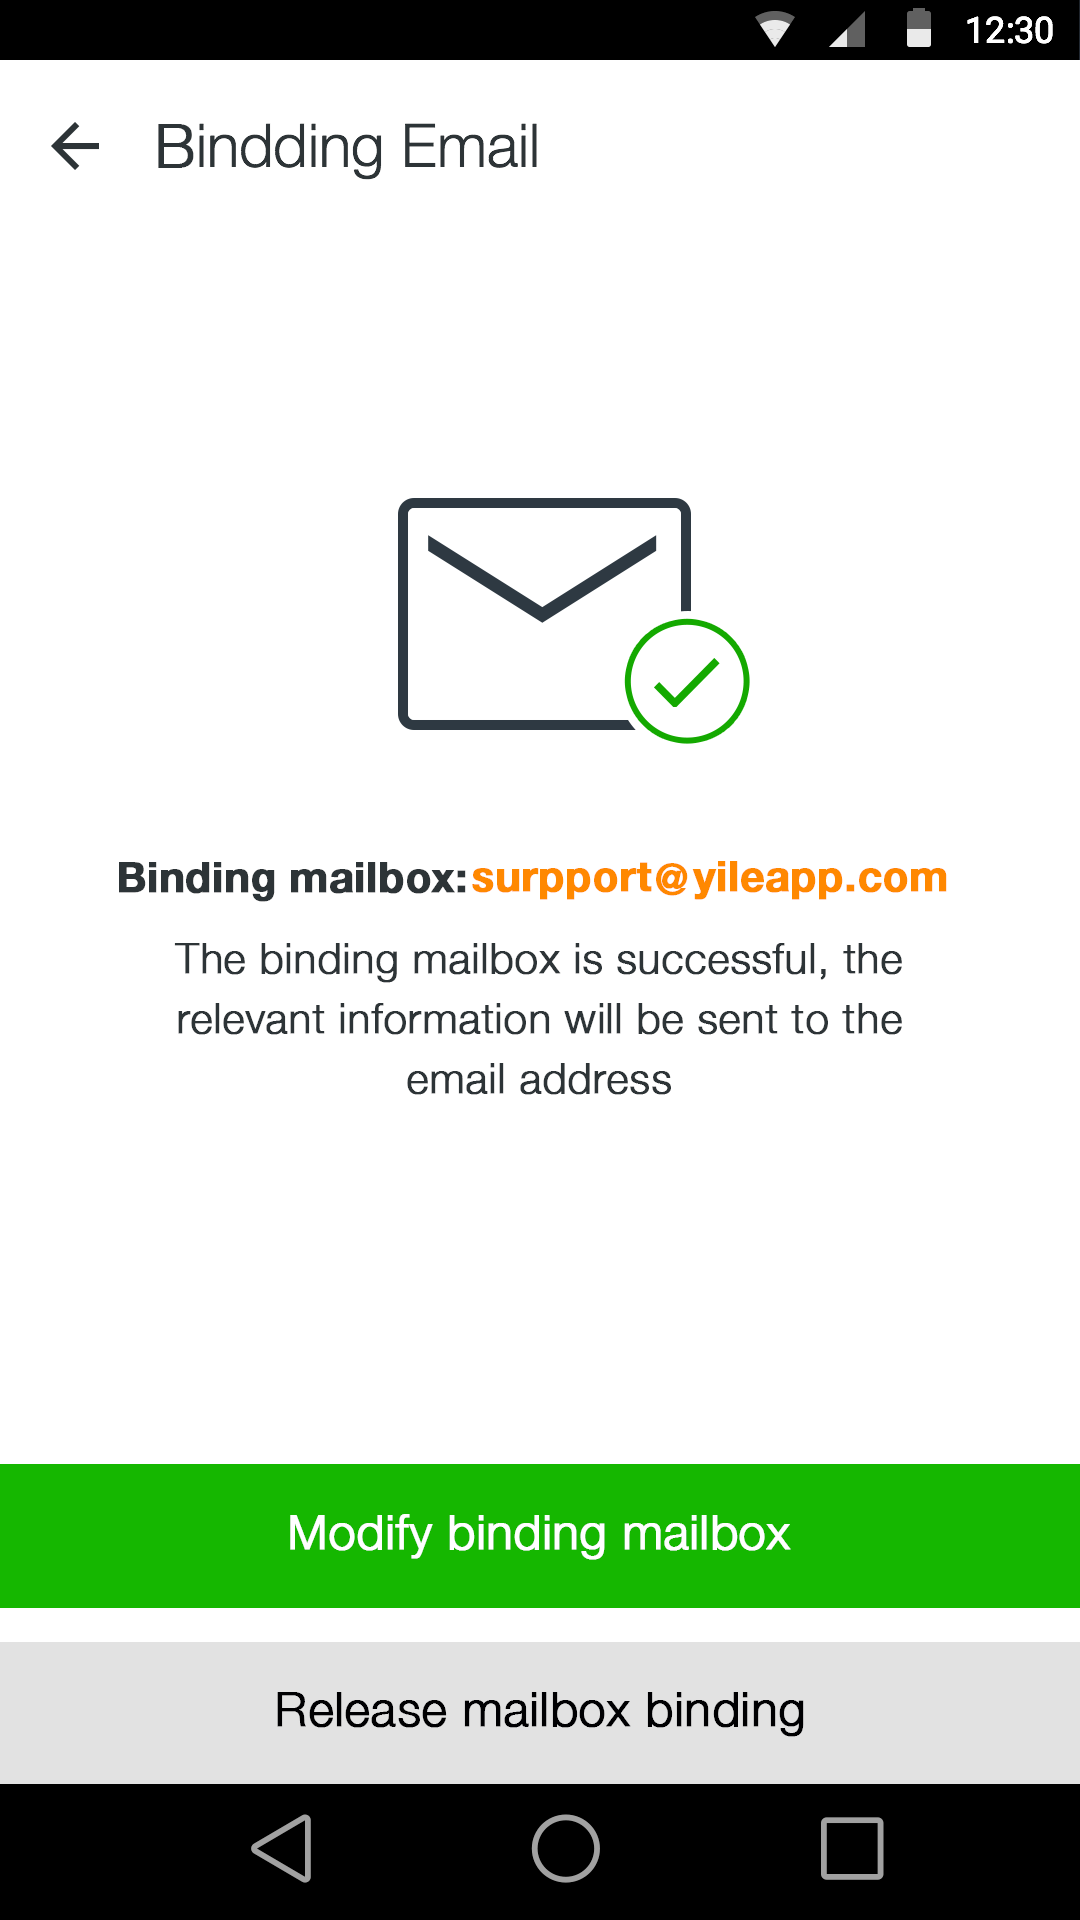 12:30
Bindding Email
Binding mailbox:surpport@yileapp.com
The binding mailbox is successful, the
relevant information will be sent to the
email address
Modify binding mailbox
Release mailbox binding